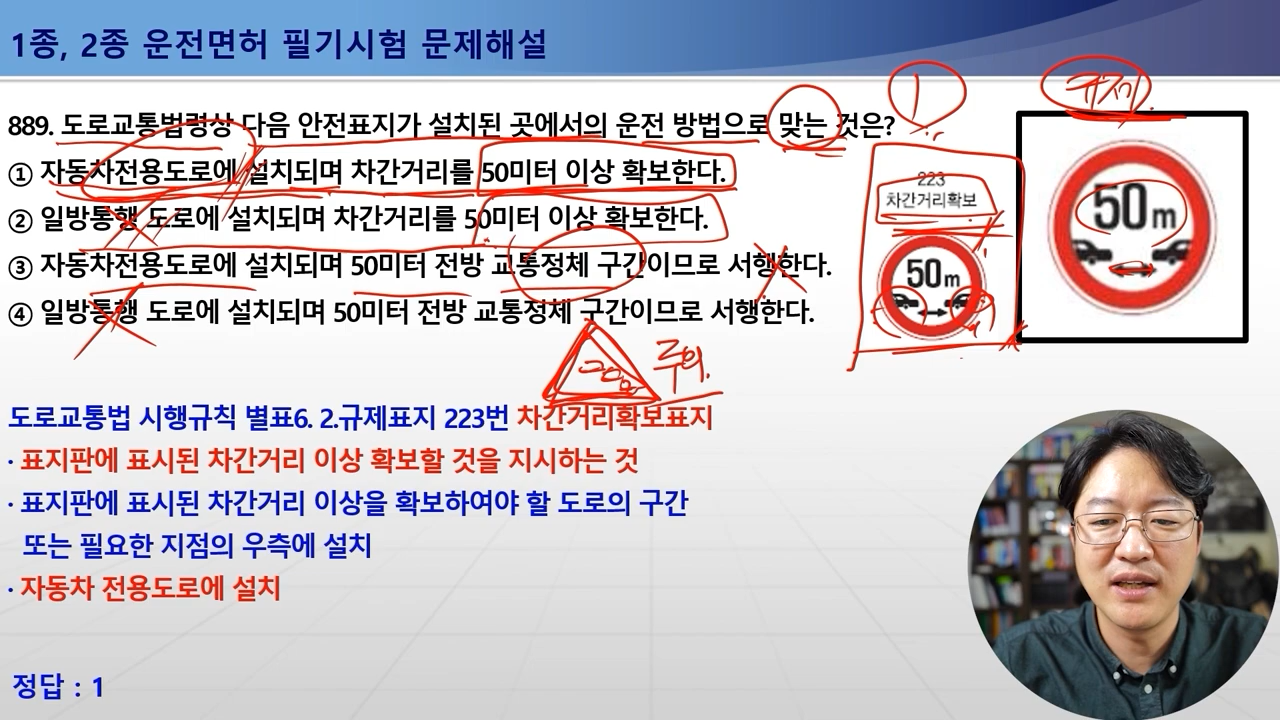 1종, 2종 운전면허 필기시험 문제해설
889. 도로교통법령상 다음 안전표지가 설치된 곳에서의 운전 방법으로 맞는 것은?
① 자동차전용도로에 설치되며 차간거리를 50미터 이상 확보한다.
② 일방통행 도로에 설치되며 차간거리를 50미터 이상 확보한다.
③ 자동차전용도로에 설치되며 50미터 전방 교통정체 구간이므로 서행한다.
④ 일방통행 도로에 설치되며 50미터 전방 교통정체 구간이므로 서행한다.
1
223
차간거리확보
50m
규제
50m
주의.
도로교통법 시행규칙 별표6. 2.규제표지 223번 차간거리확보표지
· 표지판에 표시된 차간거리 이상 확보할 것을 지시하는 것
· 표지판에 표시된 차간거리 이상을 확보하여야 할 도로의 구간
또는 필요한 지점의 우측에 설치
· 자동차 전용도로에 설치
정답 : 1